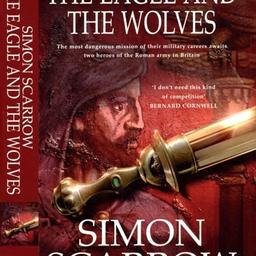 THE EAGLE AND
THE WOLVES
The most dangerous mission of their military careers awaits
two heroes of the Roman army in Britain
'I don't need this kind
of competition'
BERNARD CORNWELL
SIMON
SCARROW
SIMON SCARROW
THE EAGLE AND THE WOLVES